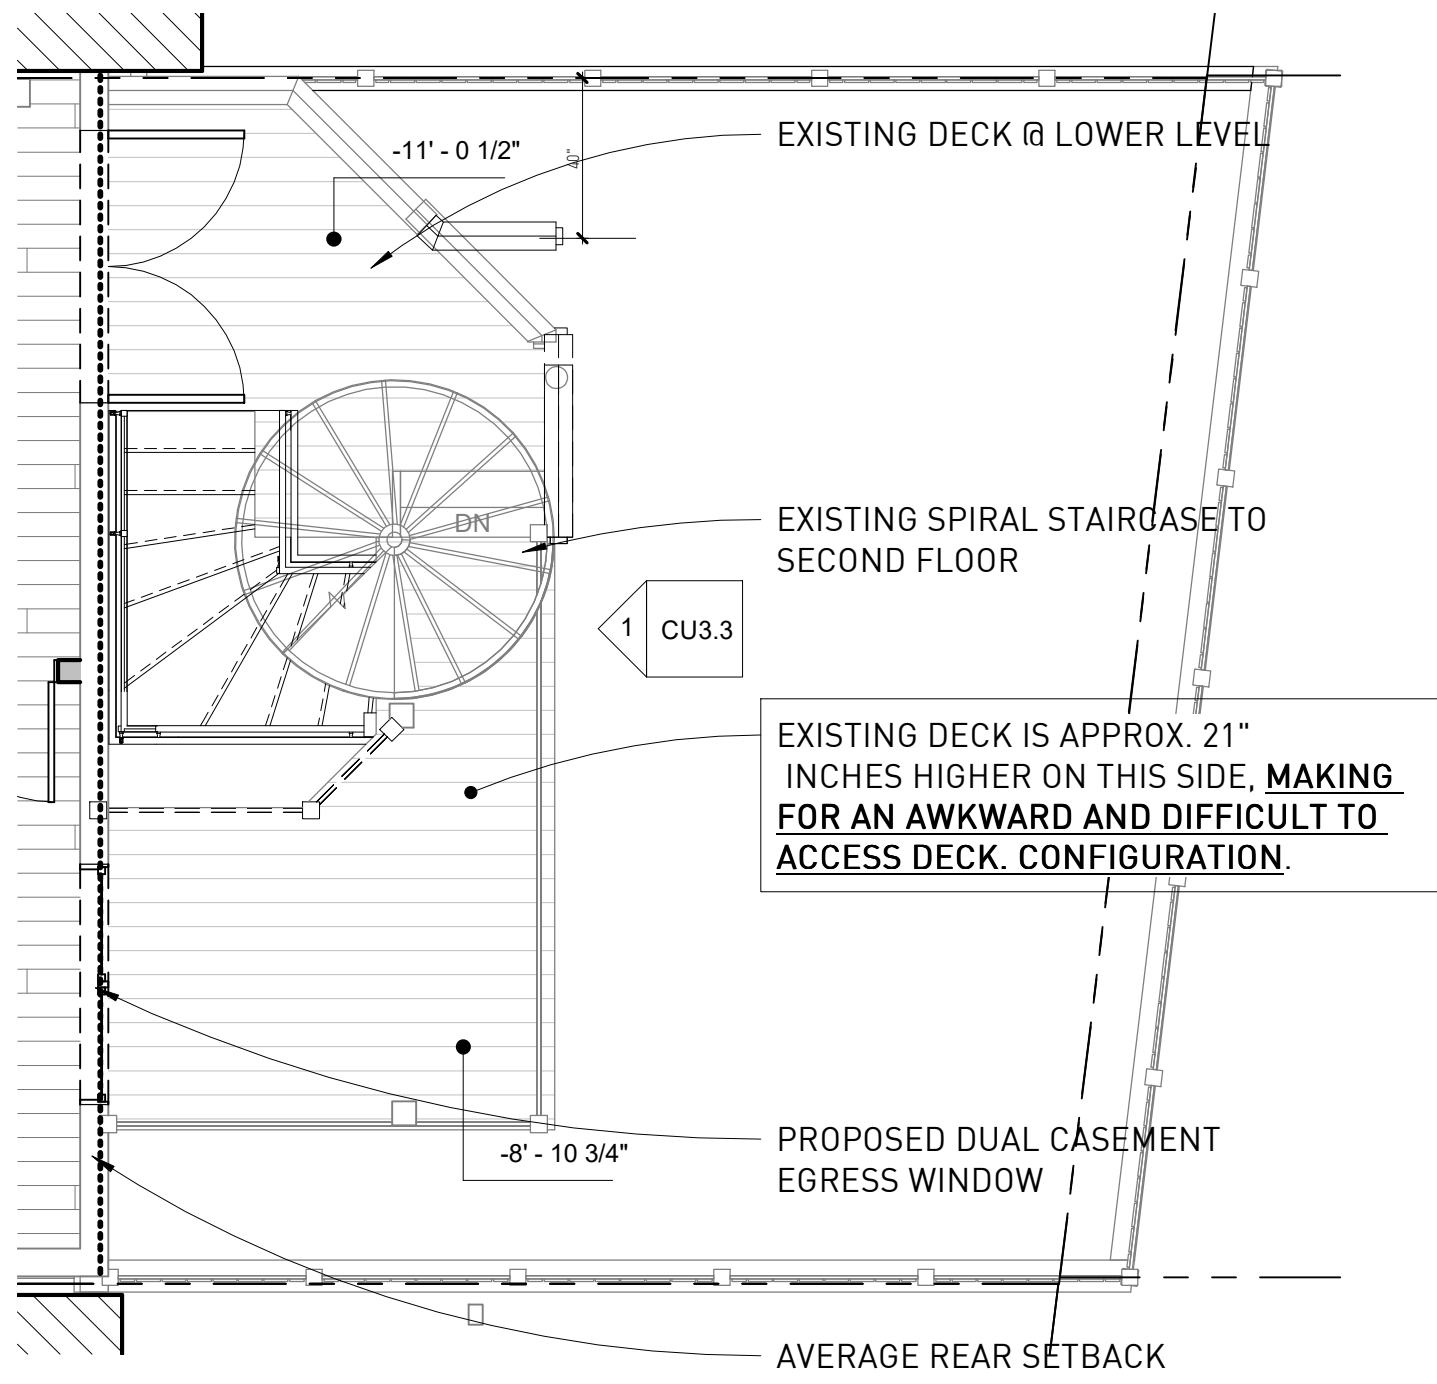 EXISTING DECK @ LOWER LEVEL
-11' - 0 1/2"
40"
EXISTING SPIRAL STAIRCASE TO
SECOND FLOOR
DN
1
CU3.3
EXISTING DECK IS APPROX. 21"
INCHES HIGHER ON THIS SIDE, MAKING
FOR AN AWKWARD AND DIFFICULT TO
ACCESS DECK. CONFIGURATION.
PROPOSED DUAL CASEMENT
EGRESS WINDOW
-8' - 10 3/4"
AVERAGE REAR SETBACK